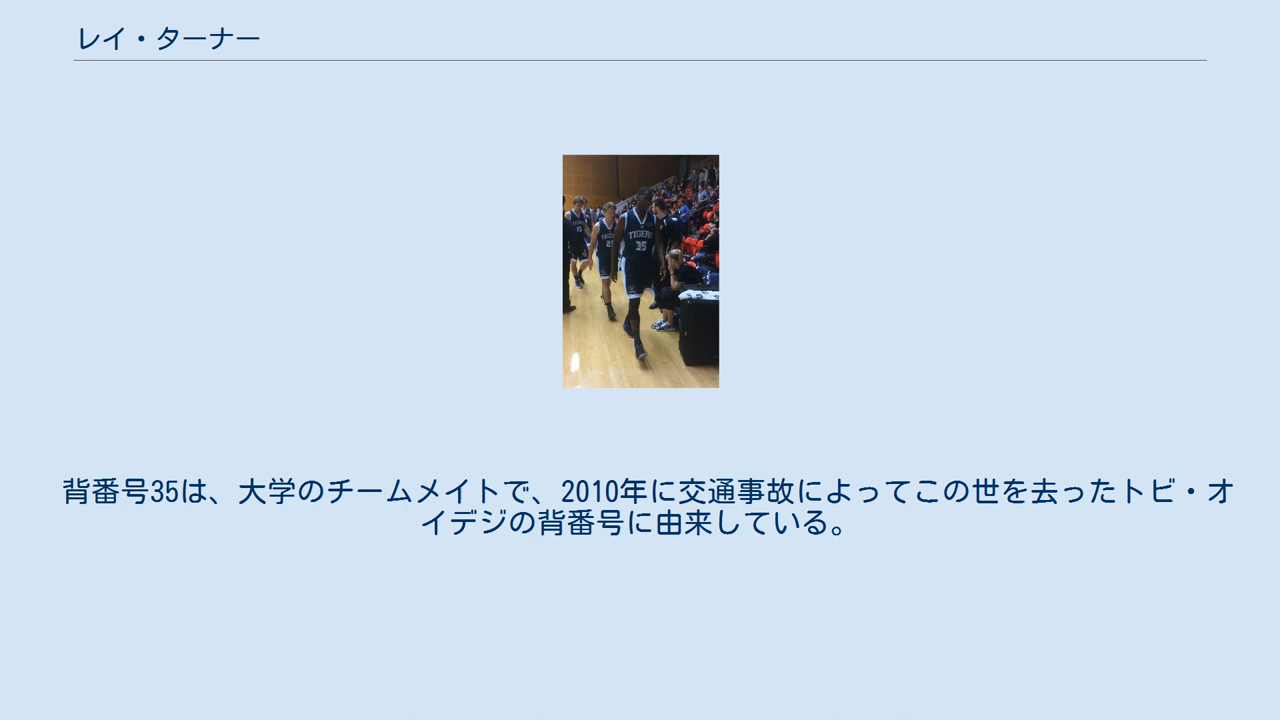 レイ・ターナー
TIGERS
35
背番号35は、大学のチームメイトで、2010年に交通事故によってこの世を去ったトビ・オ
イデジの背番号に由来している。